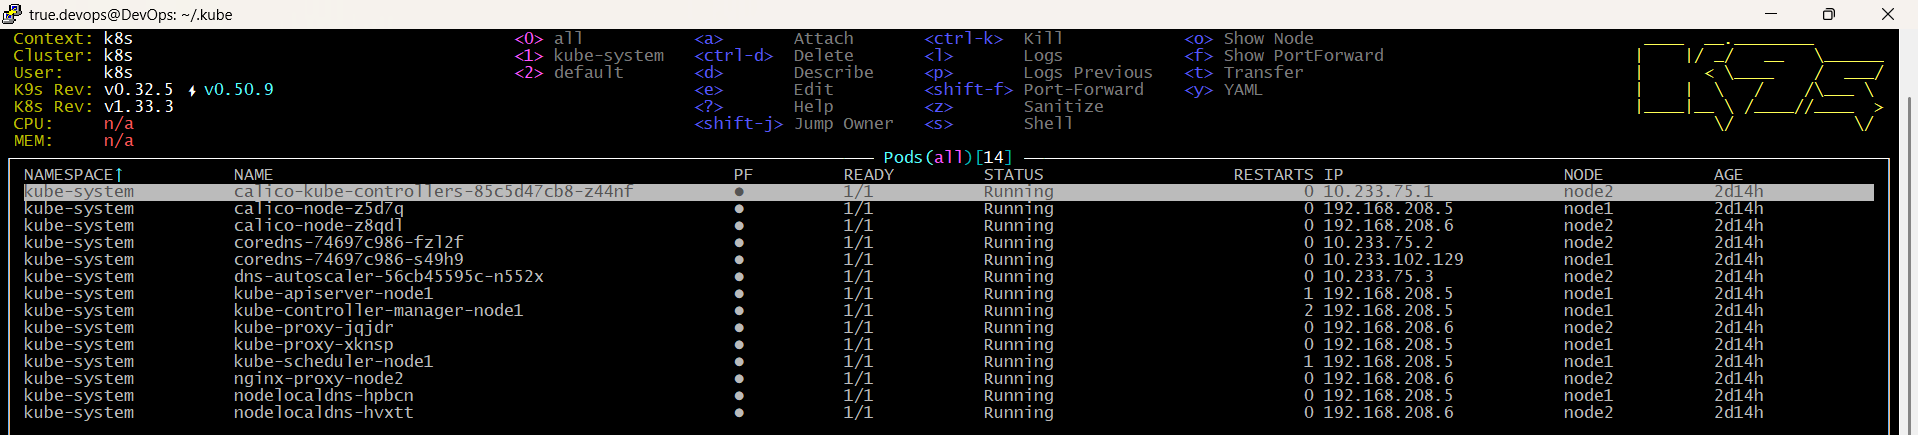 true.devops@DevOps: ~/.kube
Context: k8s <0> all <a> Attach <ctrl-k> Kill <o> Show Node
Cluster: k8s <1> kube-system <ctrl-d> Delete <l> Logs <f> Show PortForward
User: k8s <2> default <d> Describe <p> Logs Previous <t> Transfer
K9s Rev: v0.32.5 ⚡v0.50.9 <e> Edit <shift-f> Port-Forward <y> YAML
K8s Rev: v1.33.3 <?> Help <z> Sanitize
CPU: n/a <shift-j> Jump Owner <s> Shell
MEM: n/a
Pods(all)[14]
NAMESPACE↑ NAME PF READY STATUS RESTARTS IP NODE AGE
kube-system calico-kube-controllers-85c5d47cb8-z44nf ● 1/1 Running 0 10.233.75.1 node2 2d14h
kube-system calico-node-z5d7q ● 1/1 Running 0 192.168.208.5 node1 2d14h
kube-system calico-node-z8qdl ● 1/1 Running 0 192.168.208.6 node2 2d14h
kube-system coredns-74697c986-fzl2f ● 1/1 Running 0 10.233.75.2 node2 2d14h
kube-system coredns-74697c986-s49h9 ● 1/1 Running 0 10.233.102.129 node1 2d14h
kube-system dns-autoscaler-56cb45595c-n552x ● 1/1 Running 0 10.233.75.3 node2 2d14h
kube-system kube-apiserver-node1 ● 1/1 Running 1 192.168.208.5 node1 2d14h
kube-system kube-controller-manager-node1 ● 1/1 Running 2 192.168.208.5 node1 2d14h
kube-system kube-proxy-jqjdr ● 1/1 Running 0 192.168.208.6 node2 2d14h
kube-system kube-proxy-xknsp ● 1/1 Running 0 192.168.208.5 node1 2d14h
kube-system kube-scheduler-node1 ● 1/1 Running 1 192.168.208.5 node1 2d14h
kube-system nginx-proxy-node2 ● 1/1 Running 0 192.168.208.6 node2 2d14h
kube-system nodelocaldns-hpbcn ● 1/1 Running 0 192.168.208.5 node1 2d14h
kube-system nodelocaldns-hvxtt ● 1/1 Running 0 192.168.208.6 node2 2d14h